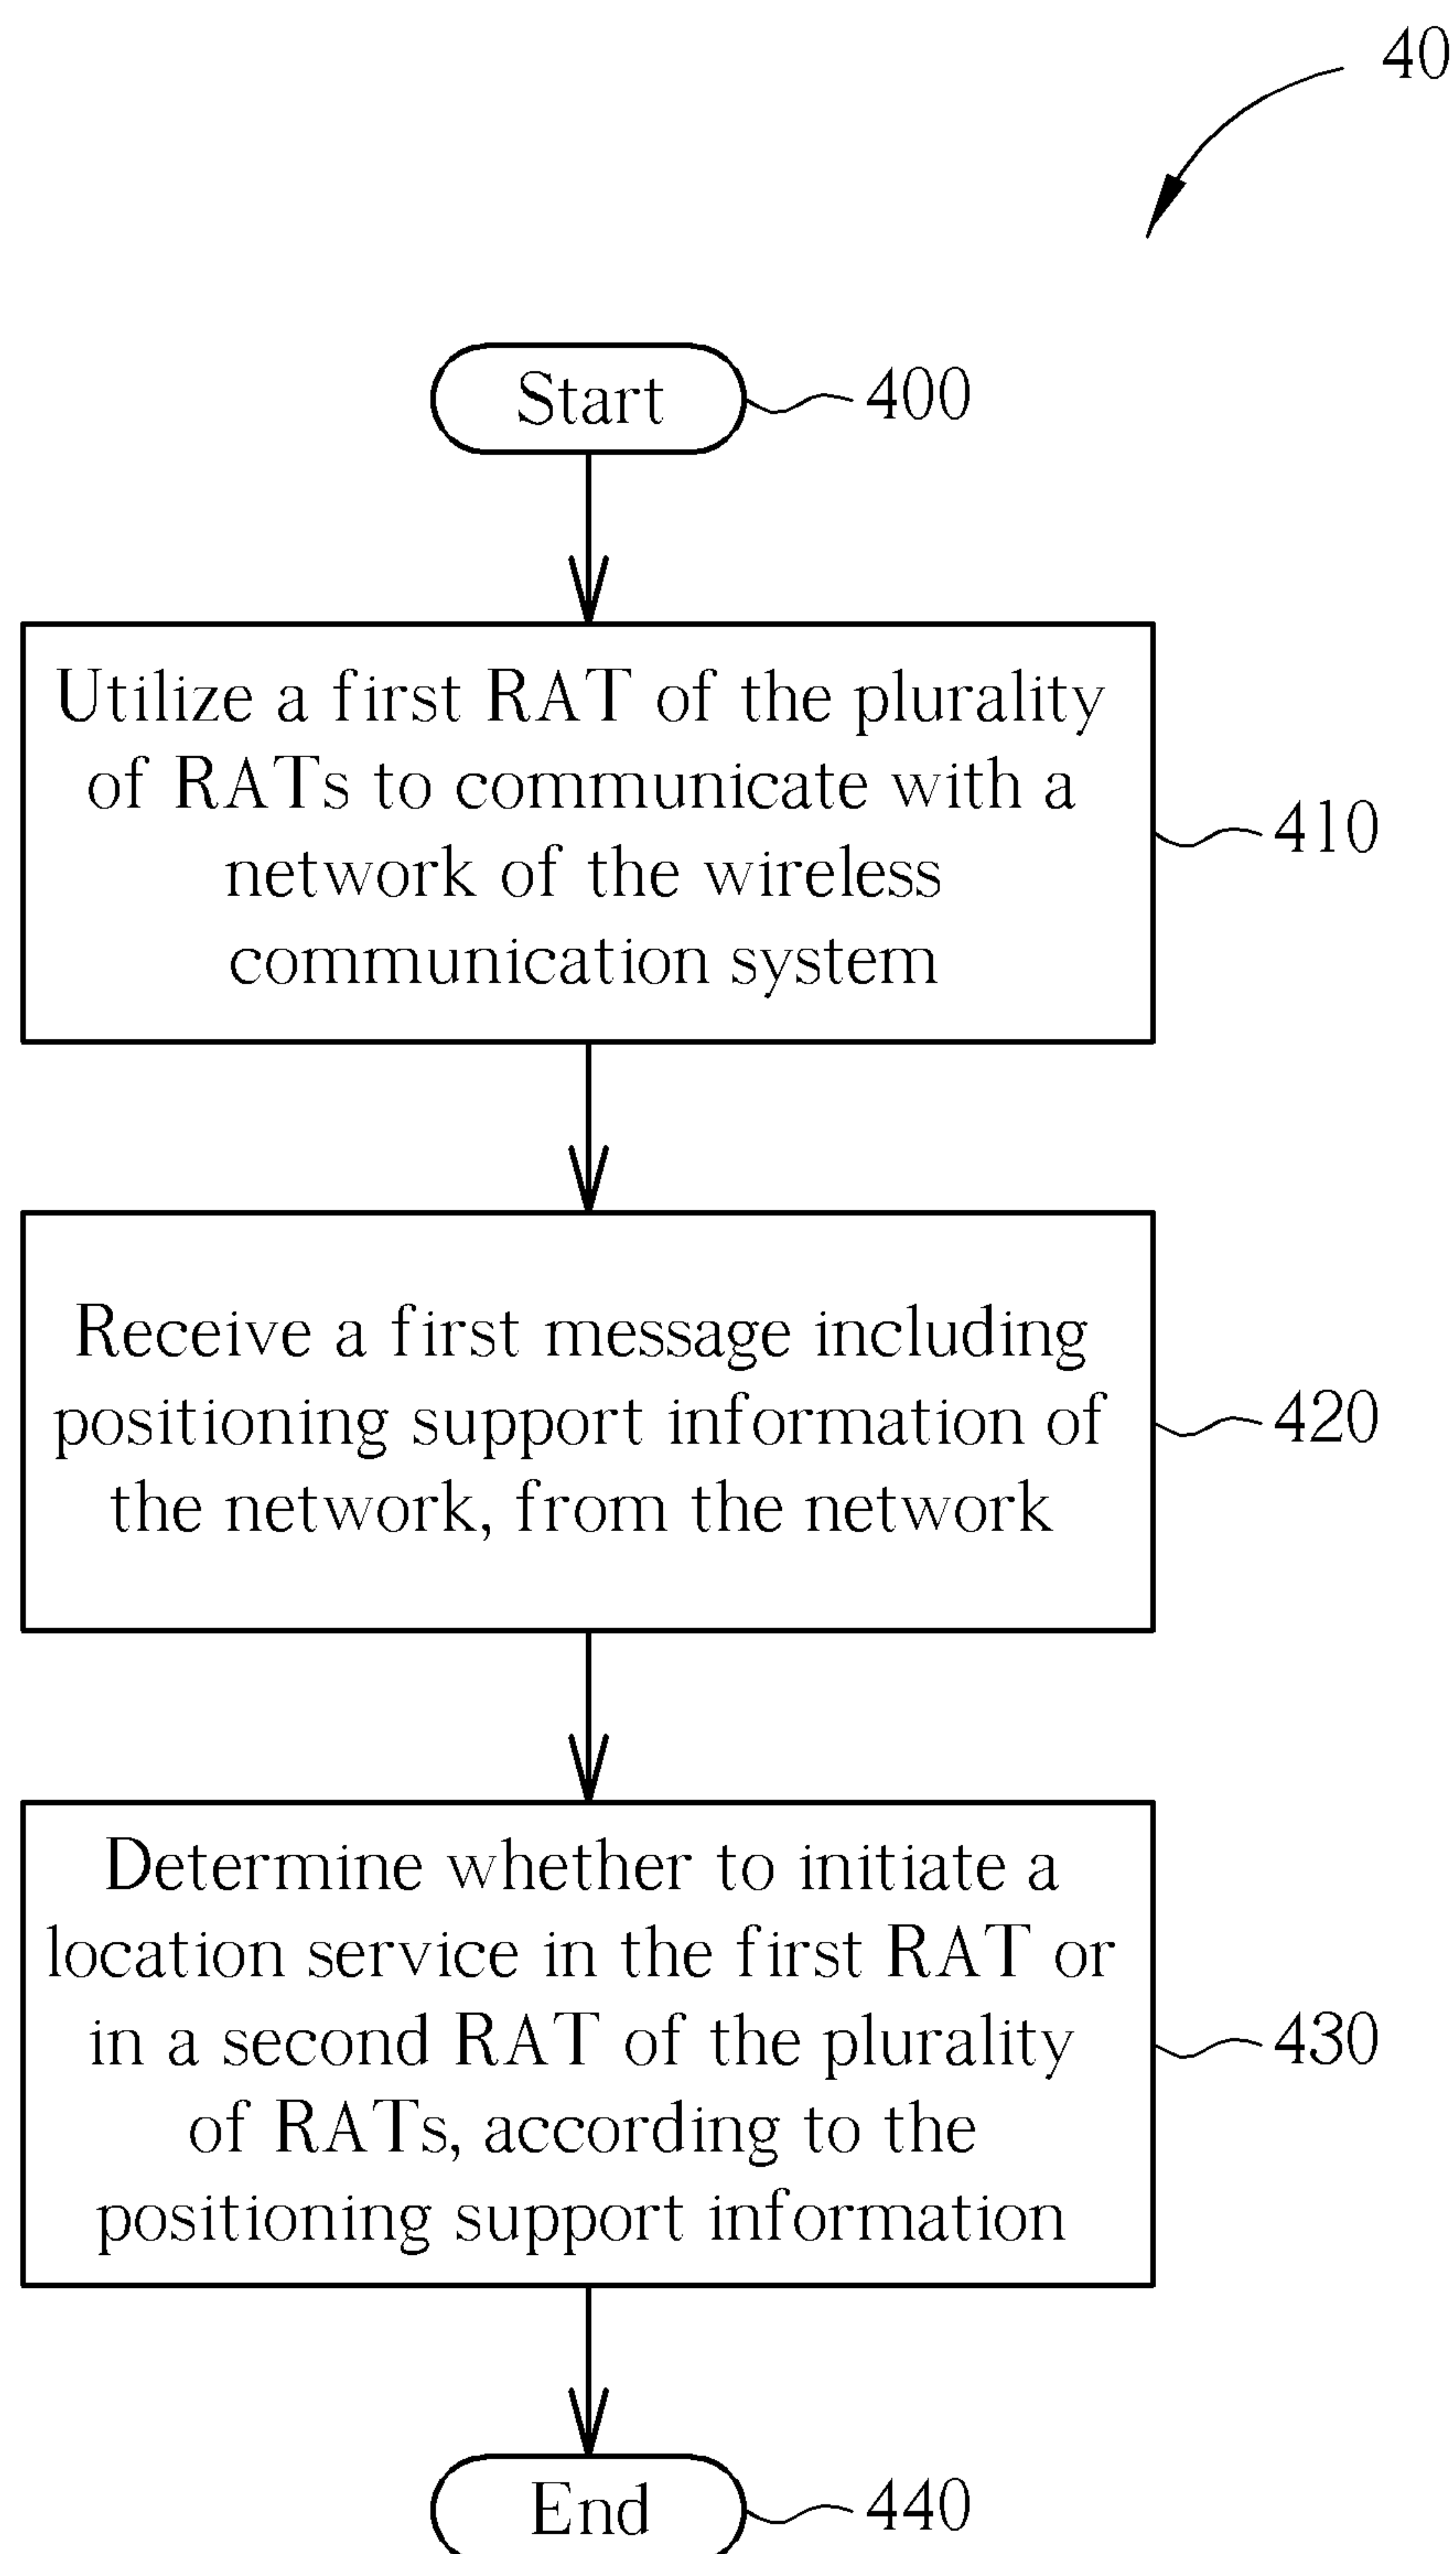 40
Start
400
Utilize a first RAT of the plurality
of RATs to communicate with a
network of the wireless
communication system
410
Receive a first message including
positioning support information of
the network, from the network
420
Determine whether to initiate a
location service in the first RAT or
in a second RAT of the plurality
of RATs, according to the
positioning support information
430
End
440